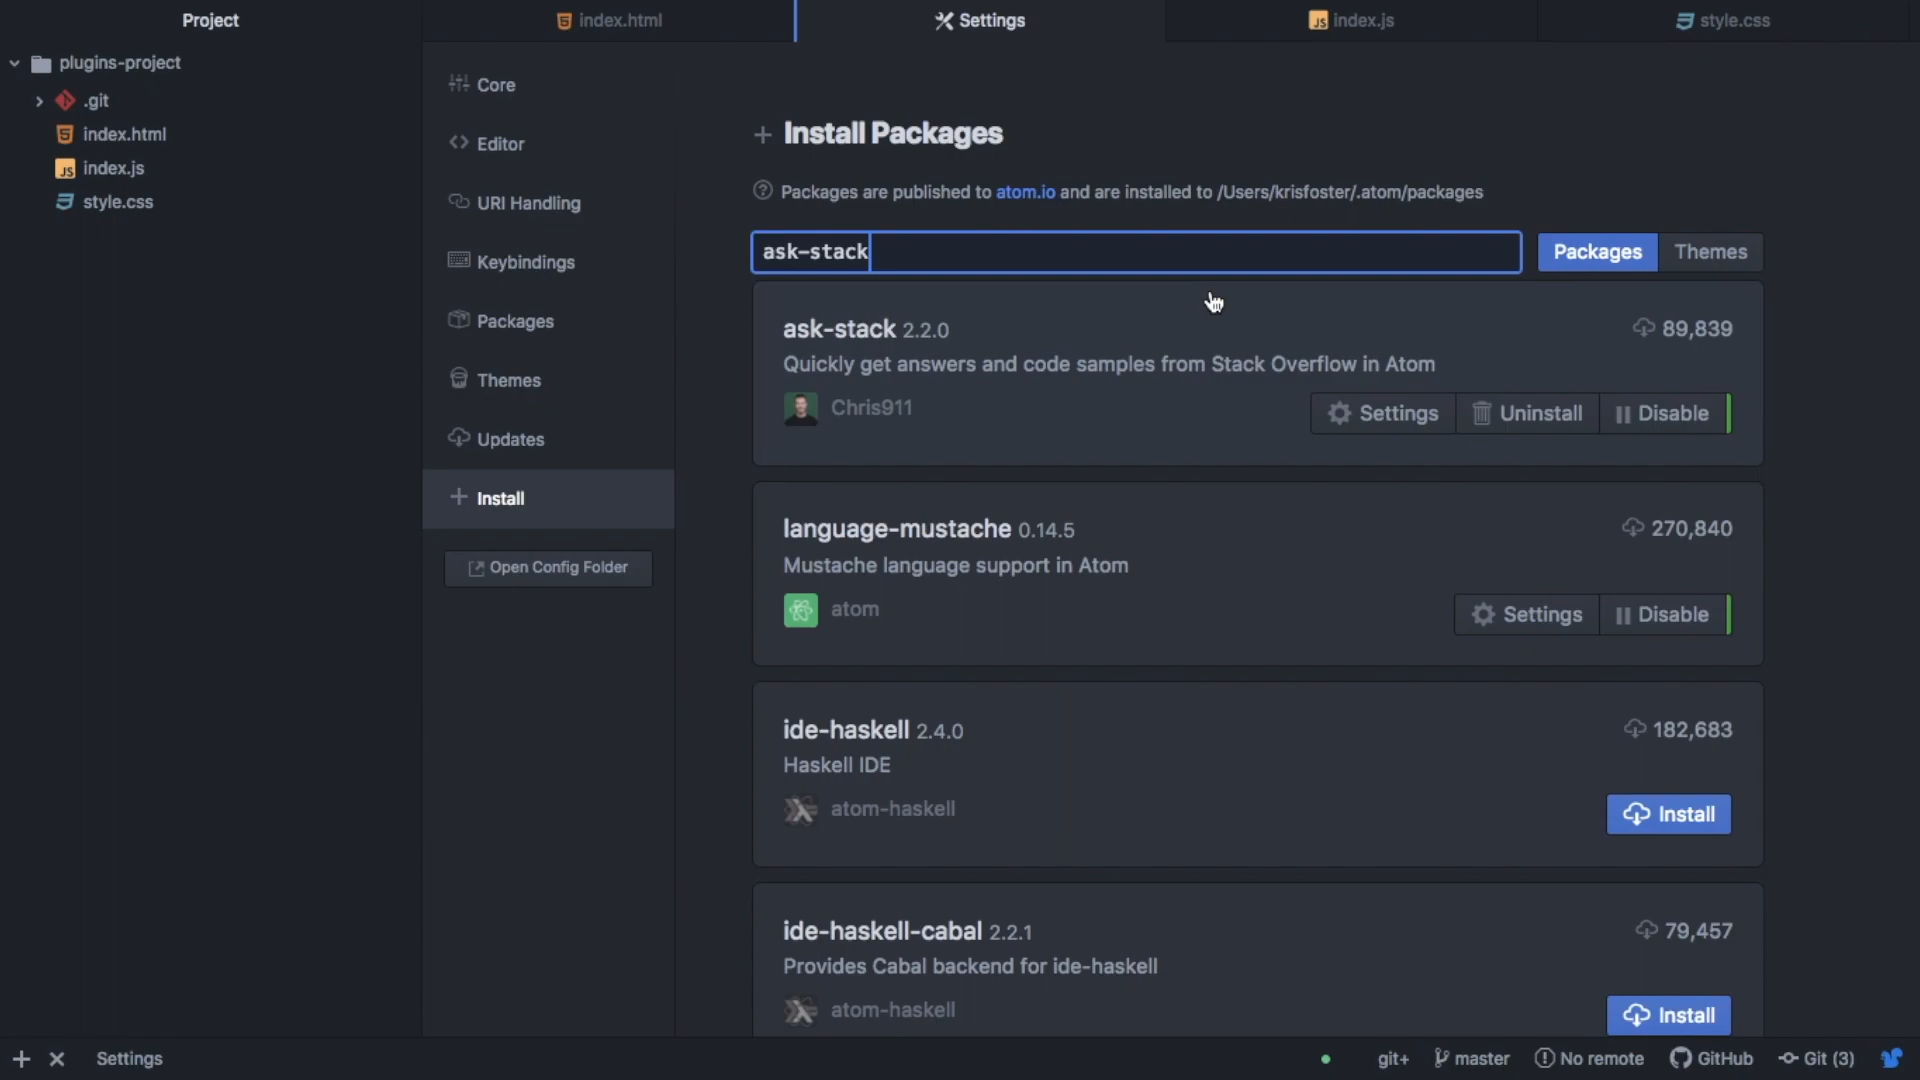 Project
index.html
Settings
index.js
style.css
plugins-project
.git
index.html
index.js
style.css
Core
Editor
URI Handling
Keybindings
Packages
Themes
Updates
Install
Open Config Folder
Install Packages
Packages are published to atom.io and are installed to /Users/krisfoster/.atom/packages
ask-stack
Packages Themes
ask-stack 2.2.0
89,839
Quickly get answers and code samples from Stack Overflow in Atom
Chris911
Settings Uninstall Disable
language-mustache 0.14.5
270,840
Mustache language support in Atom
atom
Settings Disable
ide-haskell 2.4.0
182,683
Haskell IDE
atom-haskell
Install
ide-haskell-cabal 2.2.1
79,457
Provides Cabal backend for ide-haskell
atom-haskell
Install
Settings
git+ master No remote GitHub Git (3)